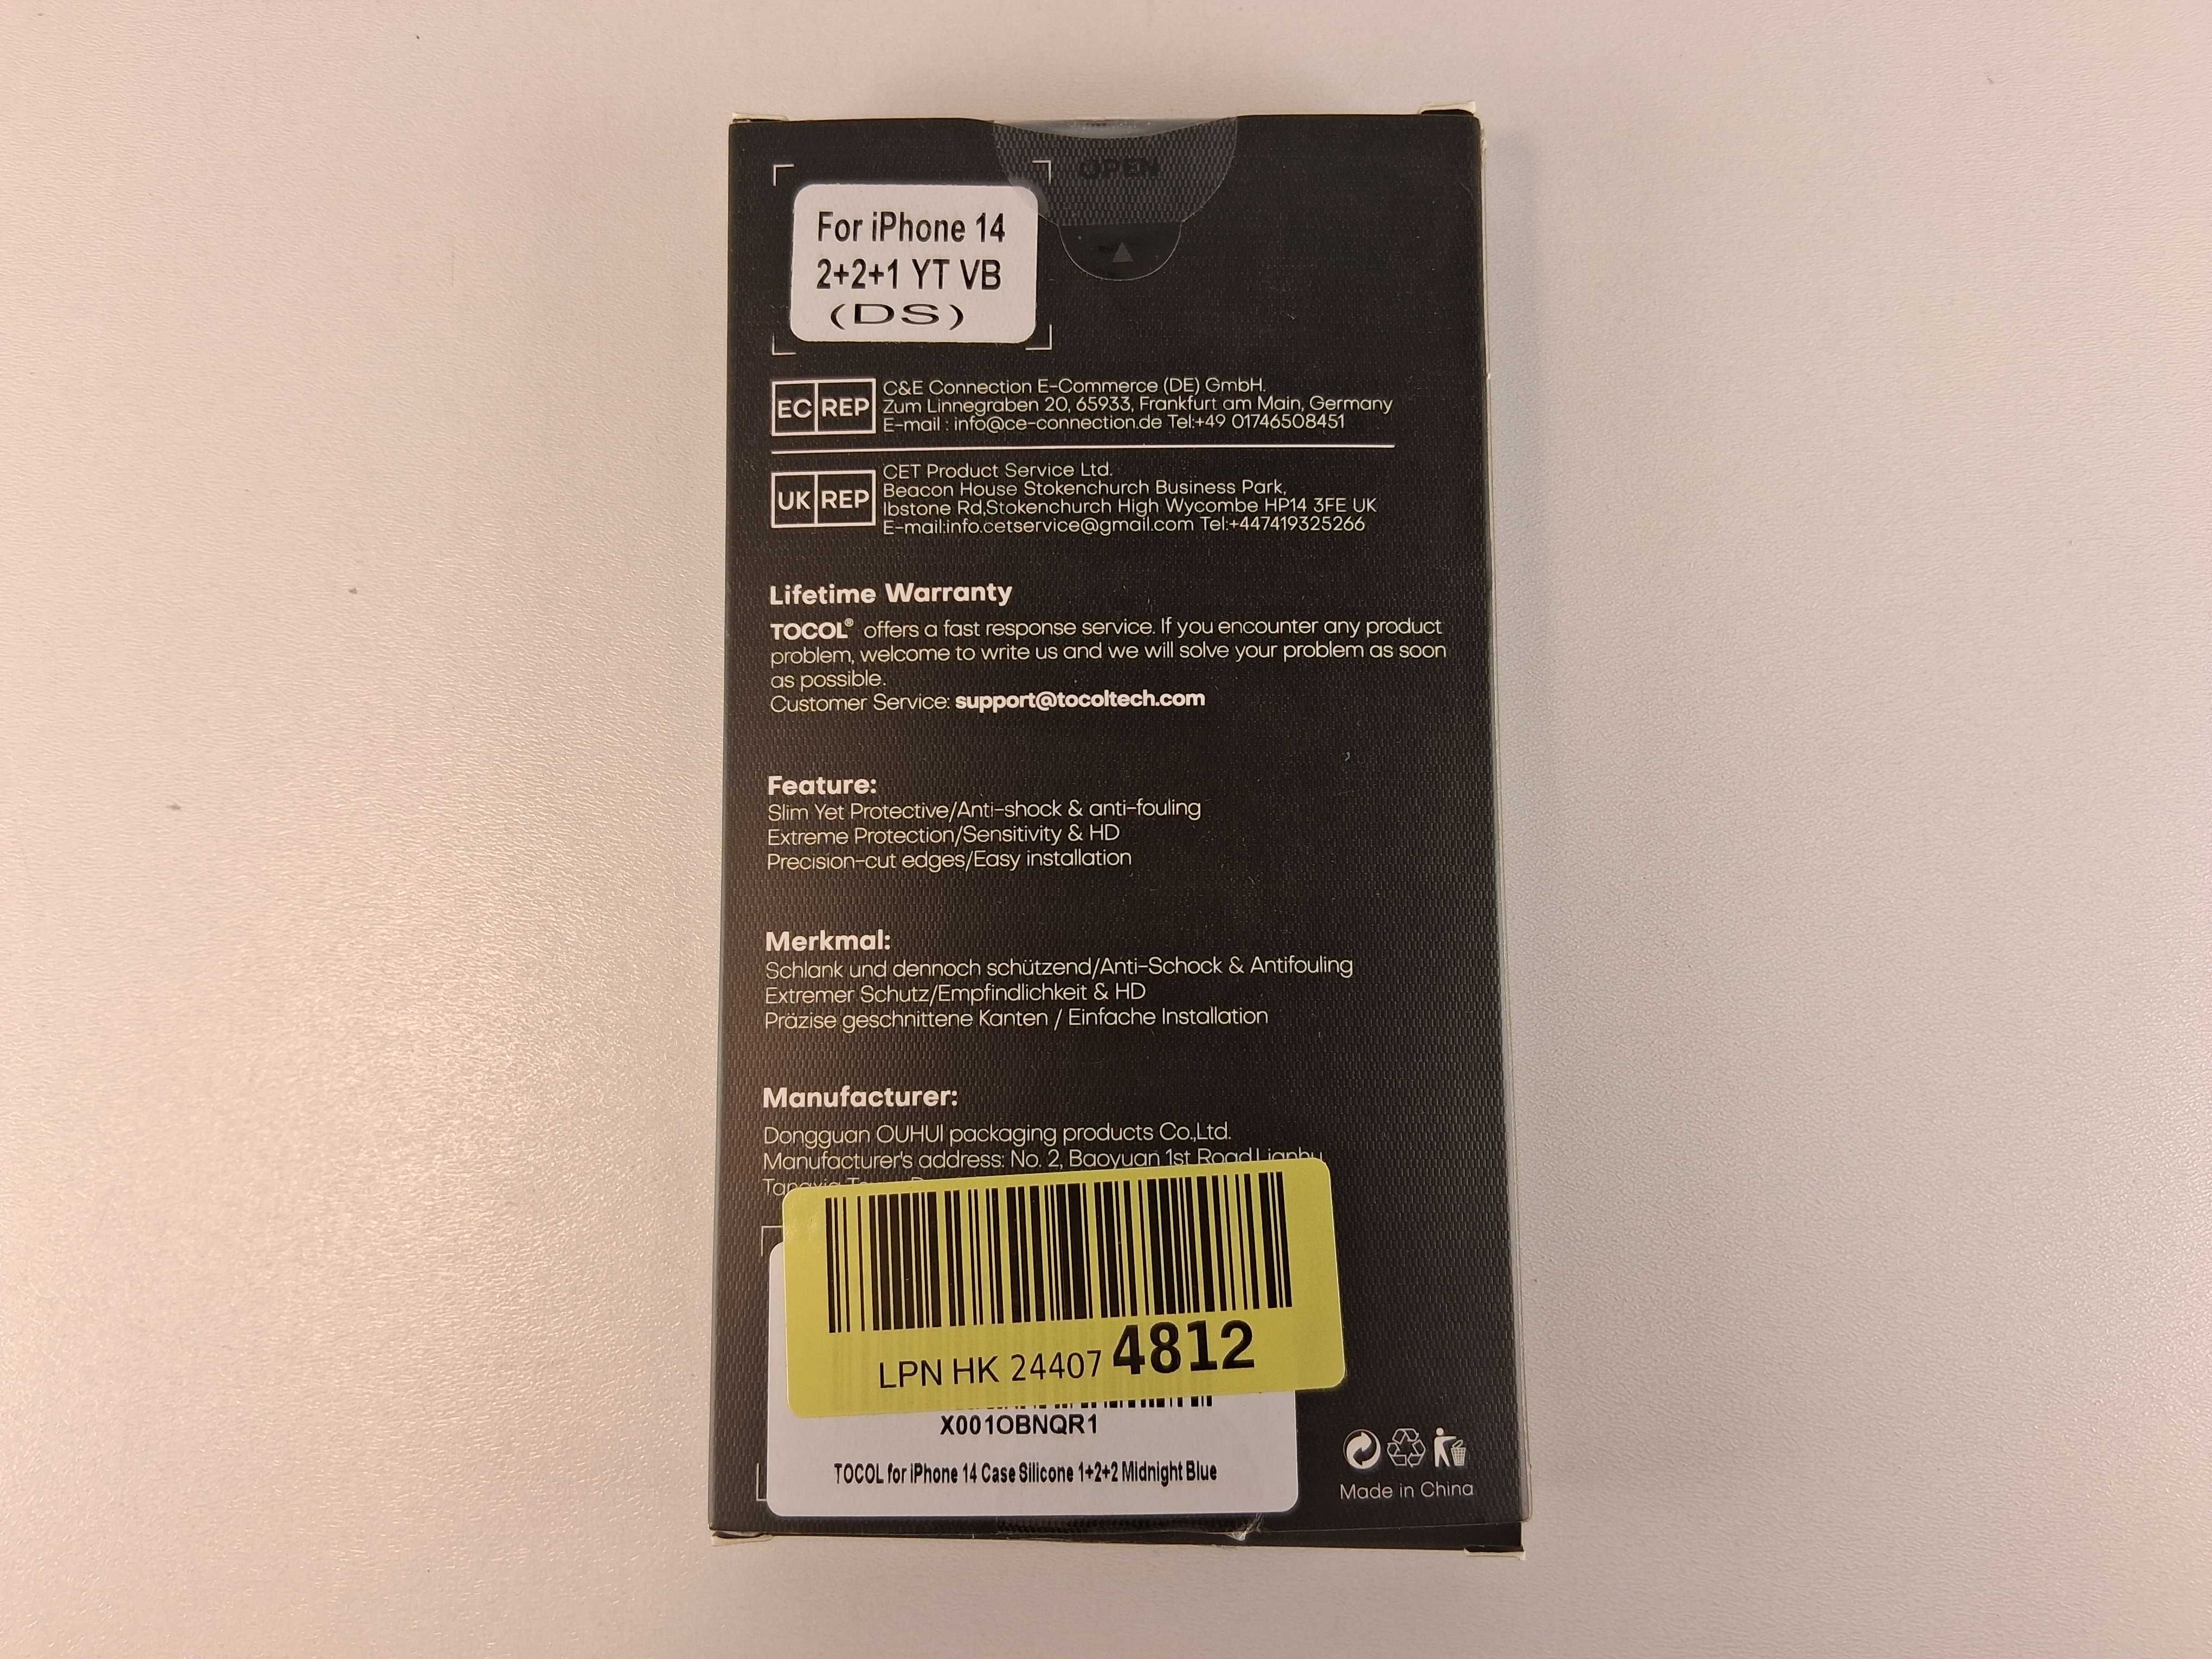 OPEN
For iPhone 14
2+2+1 YT VB
(DS)
EC REP
C&E Connection E-Commerce (DE) GmbH.
Zum Linnegraben 20, 65933, Frankfurt am Main, Germany
E-mail : info@ce-connection.de Tel:+49 01746508451
UK REP
CET Product Service Ltd.
Beacon House Stokenchurch Business Park,
Ibstone Rd,Stokenchurch High Wycombe HP14 3FE UK
E-mail:info.cetservice@gmail.com Tel:+447419325266
Lifetime Warranty
TOCOL® offers a fast response service. If you encounter any product
problem, welcome to write us and we will solve your problem as soon
as possible.
Customer Service: support@tocoltech.com
Feature:
Slim Yet Protective/Anti-shock & anti-fouling
Extreme Protection/Sensitivity & HD
Precision-cut edges/Easy installation
Merkmal:
Schlank und dennoch schützend/Anti-Schock & Antifouling
Extremer Schutz/Empfindlichkeit & HD
Präzise geschnittene Kanten / Einfache Installation
Manufacturer:
Dongguan OUHUI packaging products Co.,Ltd.
Manufacturer's address: No. 2, Baoyuan 1st Road,Lianhu
LPN HK 24407 4812
X001OBNQR1
TOCOL for iPhone 14 Case Silicone 1+2+2 Midnight Blue
Made in China